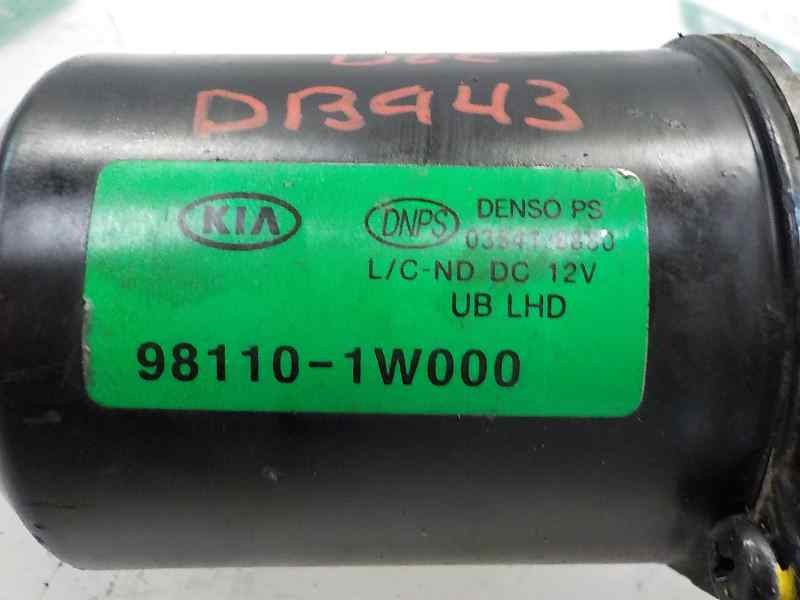 DB943
KIA
DNPS DENSO PS
L/C-ND DC 12V
UB LHD
98110-1W000